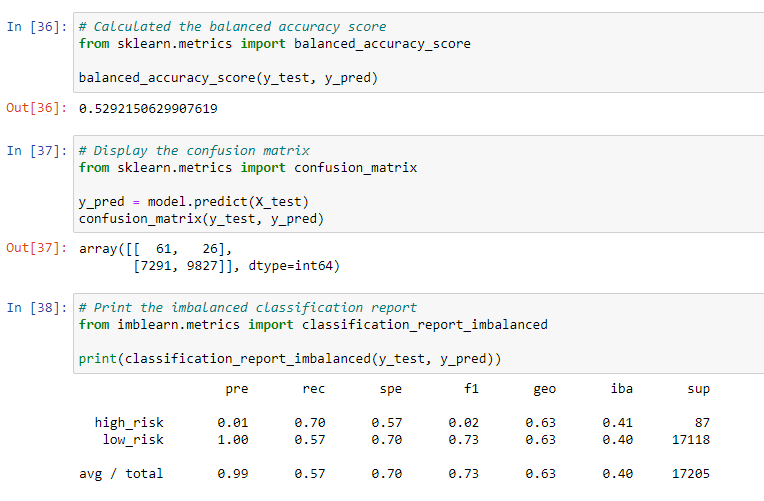 In [36]: # Calculated the balanced accuracy score
from sklearn.metrics import balanced_accuracy_score
balanced_accuracy_score(y_test, y_pred)
Out[36]: 0.5292150629907619
In [37]: # Display the confusion matrix
from sklearn.metrics import confusion_matrix
y_pred = model.predict(X_test)
confusion_matrix(y_test, y_pred)
Out[37]: array([[  61,   26],
       [7291, 9827]], dtype=int64)
In [38]: # Print the imbalanced classification report
from imblearn.metrics import classification_report_imbalanced
print(classification_report_imbalanced(y_test, y_pred))
pre rec spe f1 geo iba sup
high_risk 0.01 0.70 0.57 0.02 0.63 0.41 87
low_risk 1.00 0.57 0.70 0.73 0.63 0.40 17118
avg / total 0.99 0.57 0.70 0.73 0.63 0.40 17205